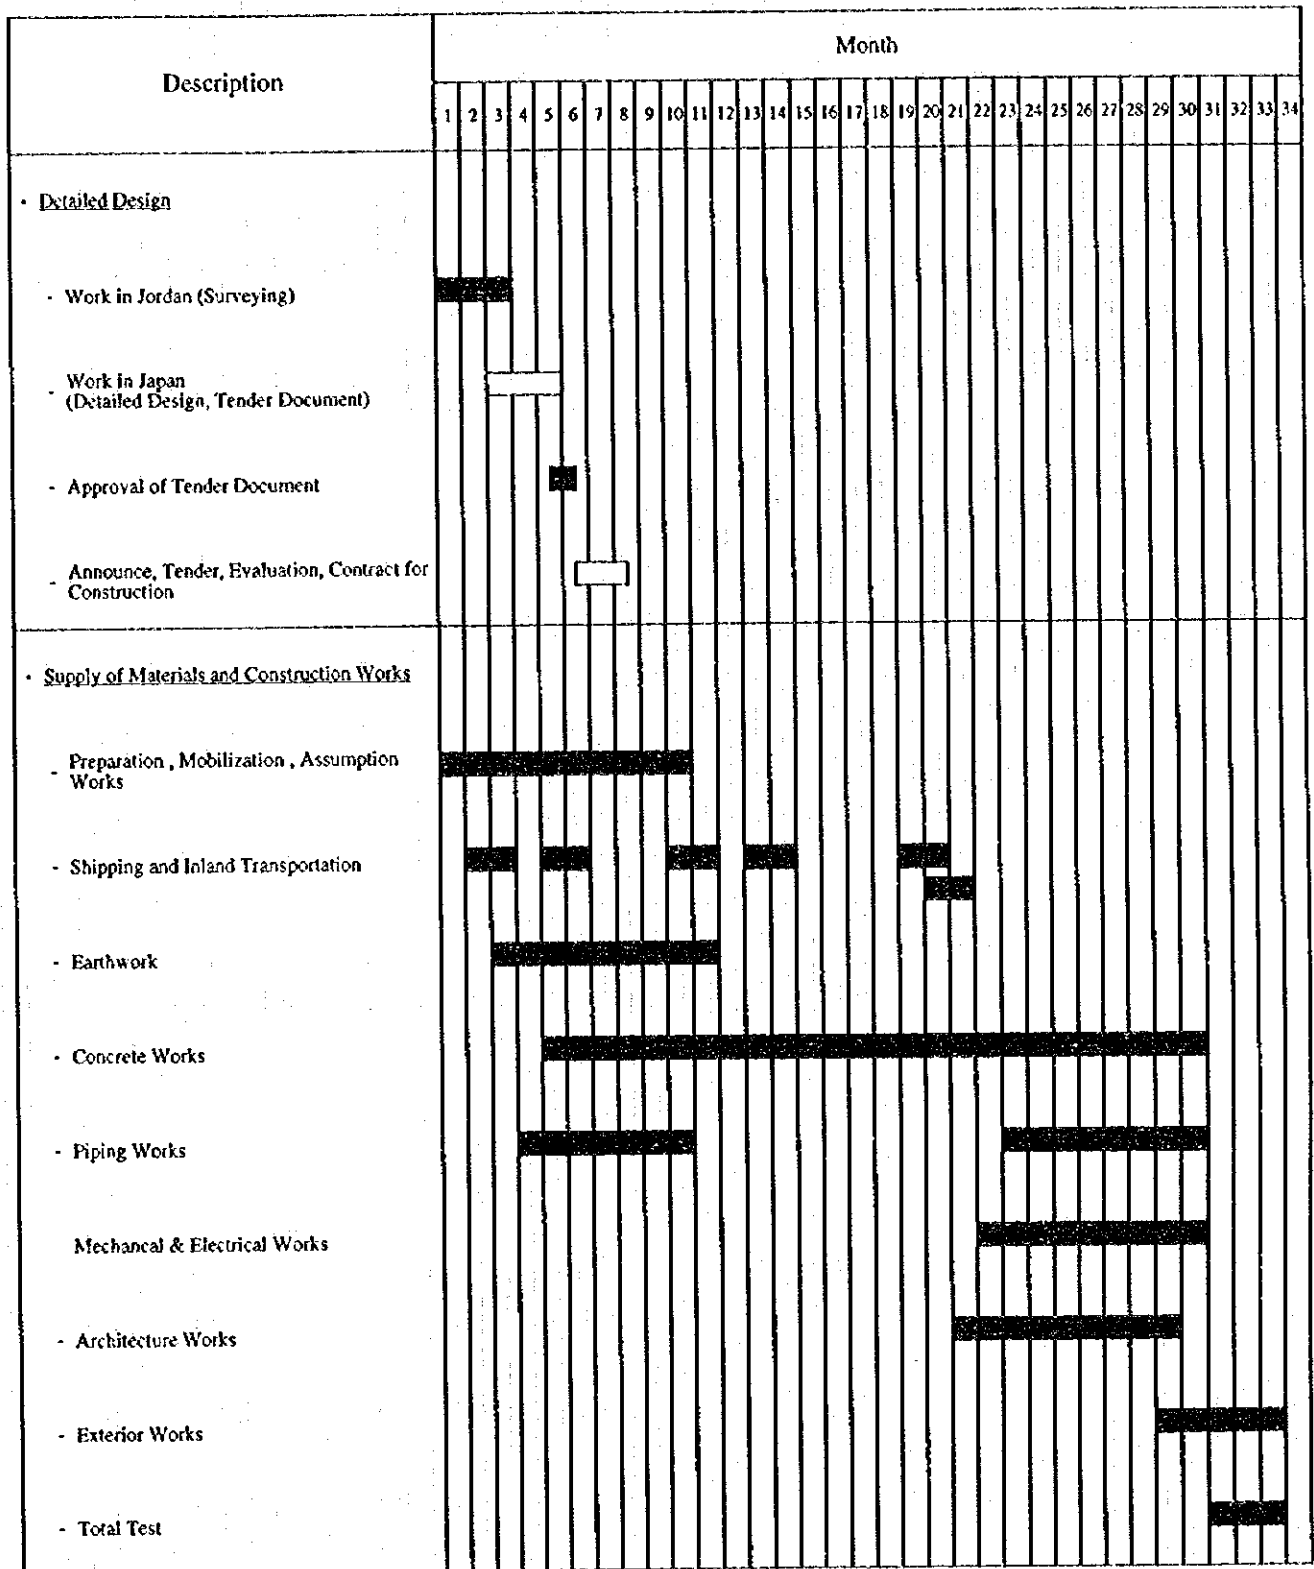 Description
Month
1 2 3 4 5 6 7 8 9 10 11 12 13 14 15 16 17 18 19 20 21 22 23 24 25 26 27 28 29 30 31 32 33 34
· Detailed Design
- Work in Jordan (Surveying)
- Work in Japan
(Detailed Design, Tender Document)
- Approval of Tender Document
- Announce, Tender, Evaluation, Contract for
Construction
· Supply of Materials and Construction Works
- Preparation , Mobilization , Assumption
Works
- Shipping and Inland Transportation
- Earthwork
- Concrete Works
- Piping Works
Mechancal & Electrical Works
- Architecture Works
- Exterior Works
- Total Test